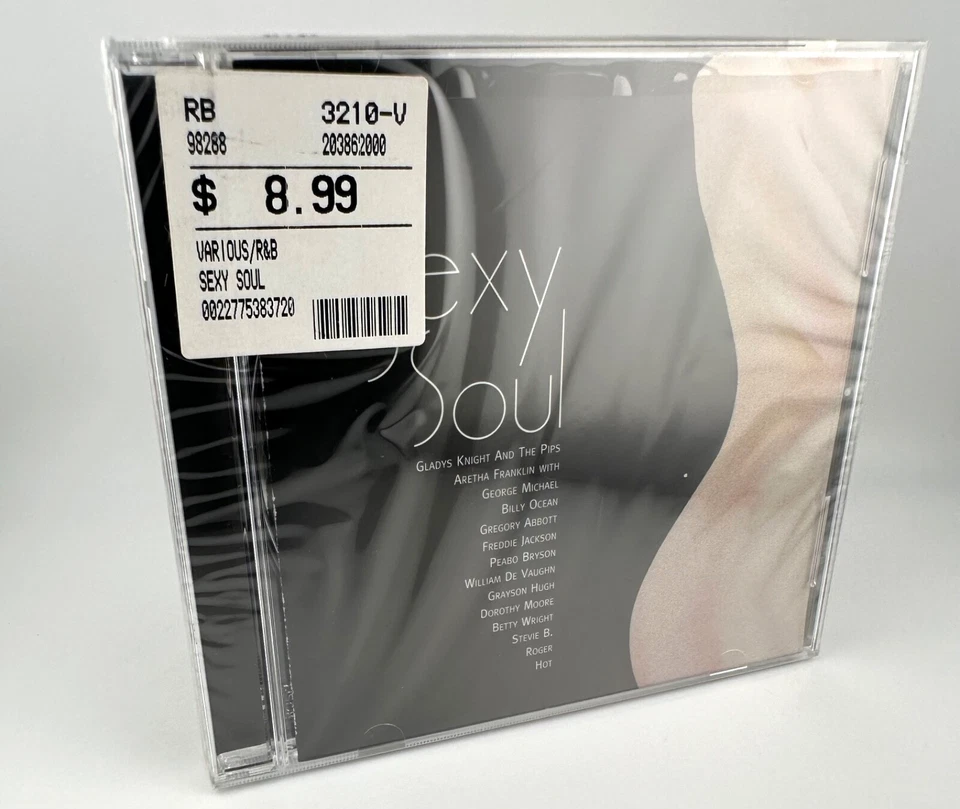 RB 3210-V
98288 203862000
$ 8.99
VARIOUS/R&B
SEXY SOUL
0022775383720
Sexy
Soul
GLADYS KNIGHT AND THE PIPS
ARETHA FRANKLIN WITH
GEORGE MICHAEL
BILLY OCEAN
GREGORY ABBOTT
FREDDIE JACKSON
PEABO BRYSON
WILLIAM DE VAUGHN
GRAYSON HUGH
DOROTHY MOORE
BETTY WRIGHT
STEVIE B.
ROGER
HOT